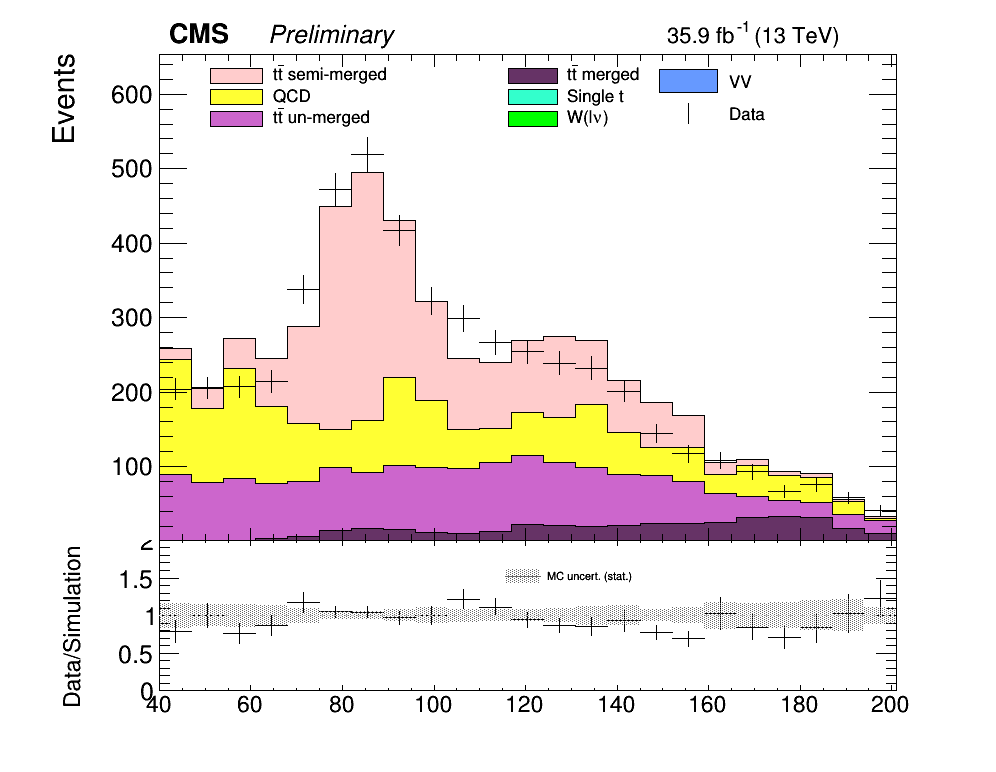 CMS Preliminary 35.9 fb-1 (13 TeV)
Events
600
500
400
300
200
100
tt̄ semi-merged
QCD
tt̄ un-merged
tt̄ merged
Single t
W(lν)
VV
Data
Data/Simulation
2
1.5
1
0.5
0
MC uncert. (stat.)
40 60 80 100 120 140 160 180 200